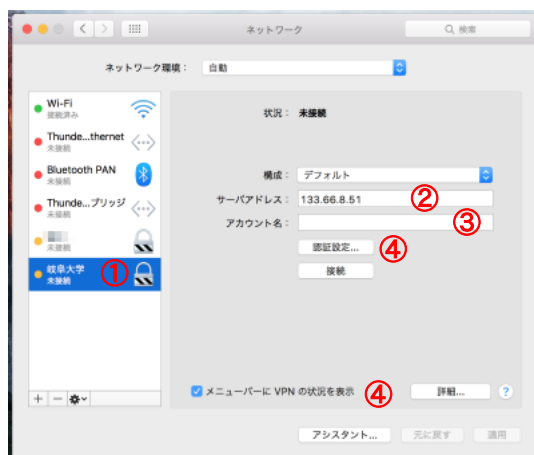 ネットワーク
検索
ネットワーク環境： 自動
Wi-Fi
接続済み
Thunde...thernet
未接続
Bluetooth PAN
未接続
Thunde...ブリッジ
未接続
未接続
岐阜大学
未接続
①
状況： 未接続
構成： デフォルト
サーバアドレス： 133.66.8.51
②
アカウント名：
③
認証設定...
④
接続
メニューバーに VPN の状況を表示
④
詳細...
?
アシスタント...
元に戻す
適用